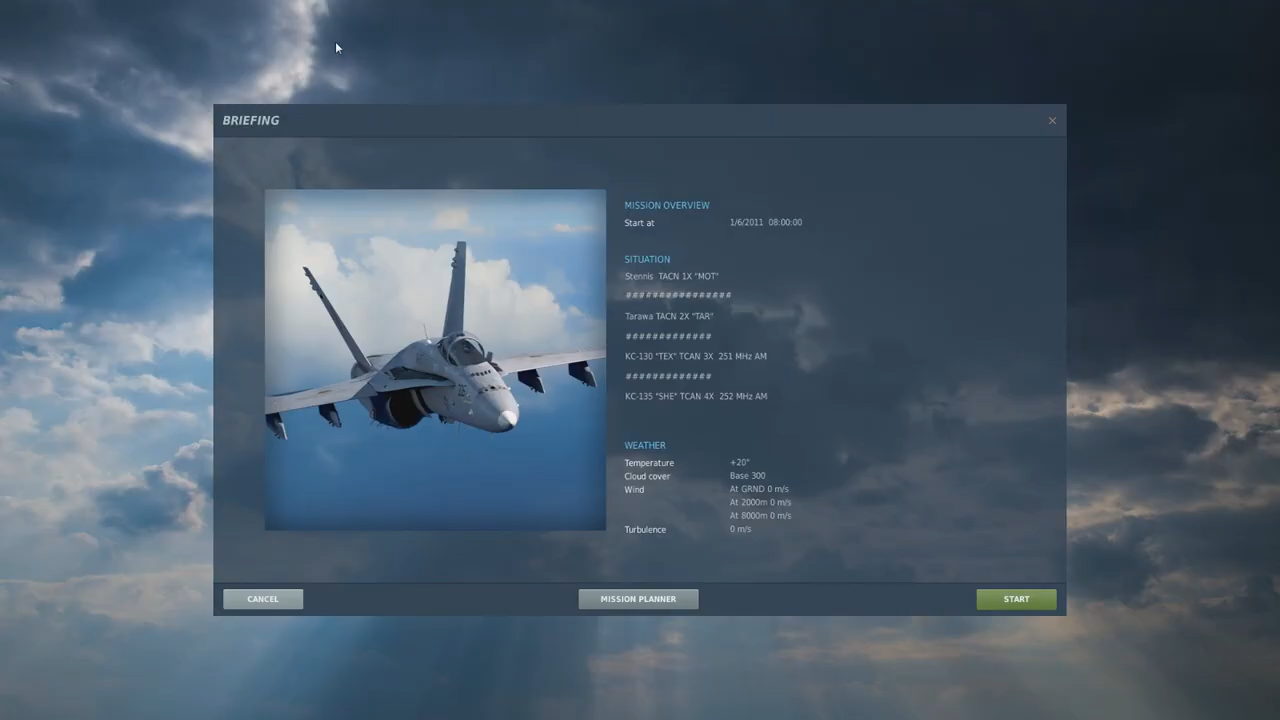 BRIEFING
MISSION OVERVIEW
Start at 1/6/2011 08:00:00
SITUATION
Stennis TACN 1X "MOT"
################
Tarawa TACN 2X "TAR"
#############
KC-130 "TEX" TCAN 3X 251 MHz AM
#############
KC-135 "SHE" TCAN 4X 252 MHz AM
WEATHER
Temperature +20°
Cloud cover Base 300
Wind At GRND 0 m/s
At 2000m 0 m/s
At 8000m 0 m/s
Turbulence 0 m/s
CANCEL MISSION PLANNER START